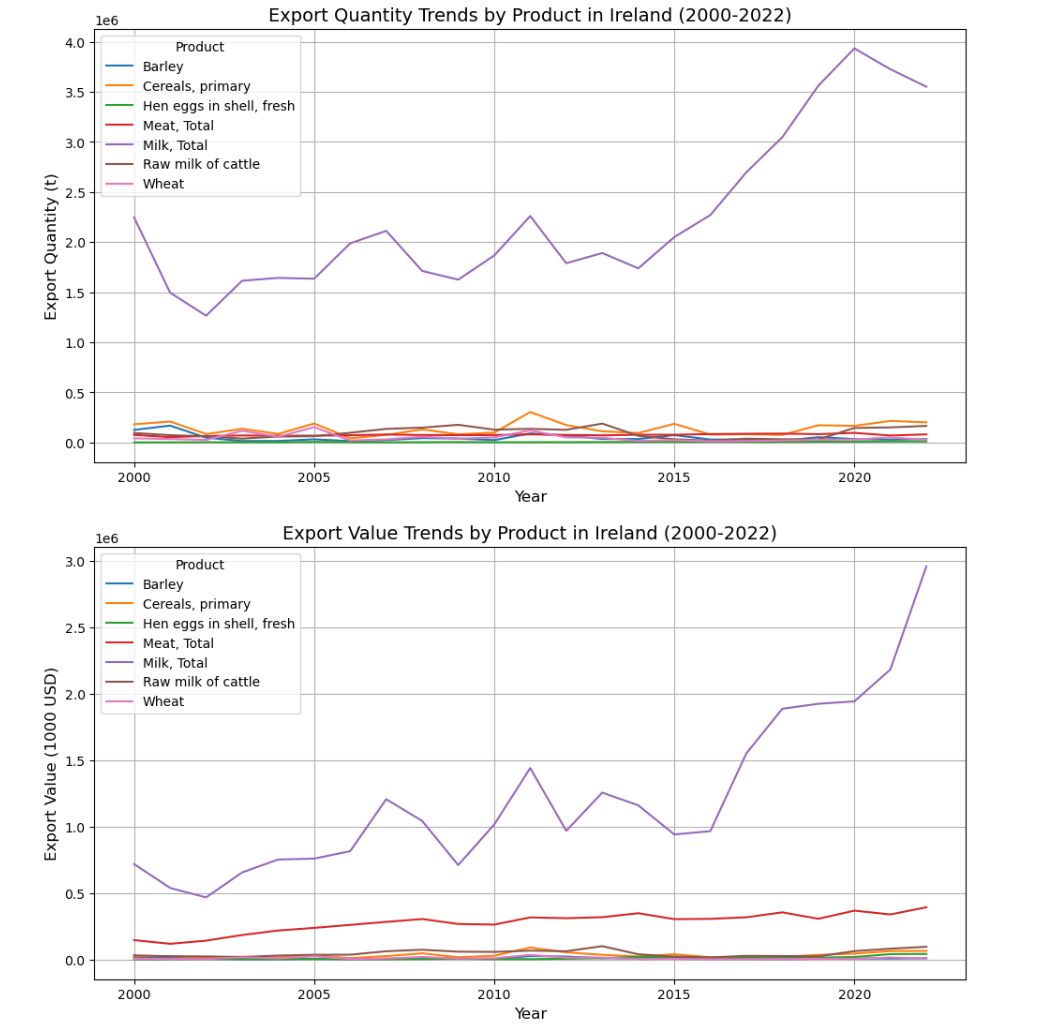 Export Quantity Trends by Product in Ireland (2000-2022)
1e6
Product
Barley
Cereals, primary
Hen eggs in shell, fresh
Meat, Total
Milk, Total
Raw milk of cattle
Wheat
4.0
3.5
3.0
2.5
2.0
1.5
1.0
0.5
0.0
Export Quantity (t)
2000 2005 2010 2015 2020
Year
Export Value Trends by Product in Ireland (2000-2022)
1e6
Product
Barley
Cereals, primary
Hen eggs in shell, fresh
Meat, Total
Milk, Total
Raw milk of cattle
Wheat
3.0
2.5
2.0
1.5
1.0
0.5
0.0
Export Value (1000 USD)
2000 2005 2010 2015 2020
Year